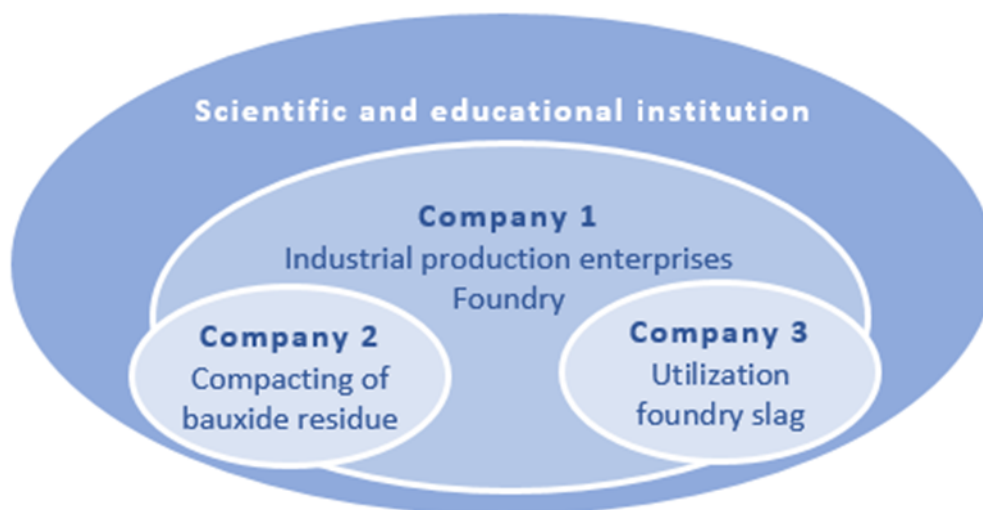 Scientific and educational institution
Company 1
Industrial production enterprises
Foundry
Company 2
Compacting of
bauxide residue
Company 3
Utilization
foundry slag